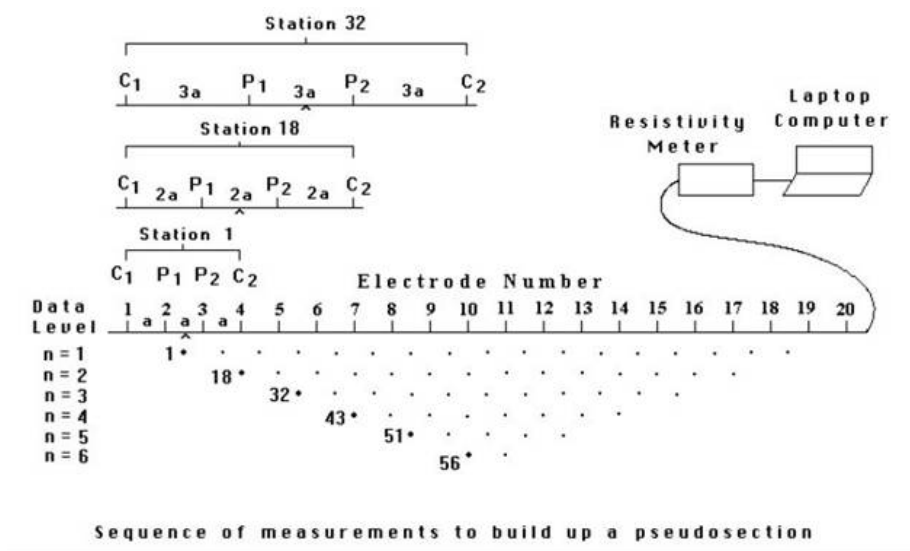 Station 32
C1 3a P1 3a P2 3a C2
Resistivity Meter
Laptop Computer
Station 18
C1 2a P1 2a P2 2a C2
Station 1
C1 P1 P2 C2
Electrode Number
Data Level 1 2 3 4 5 6 7 8 9 10 11 12 13 14 15 16 17 18 19 20
a a a
n = 1 1
n = 2 18
n = 3 32
n = 4 43
n = 5 51
n = 6 56
Sequence of measurements to build up a pseudosection